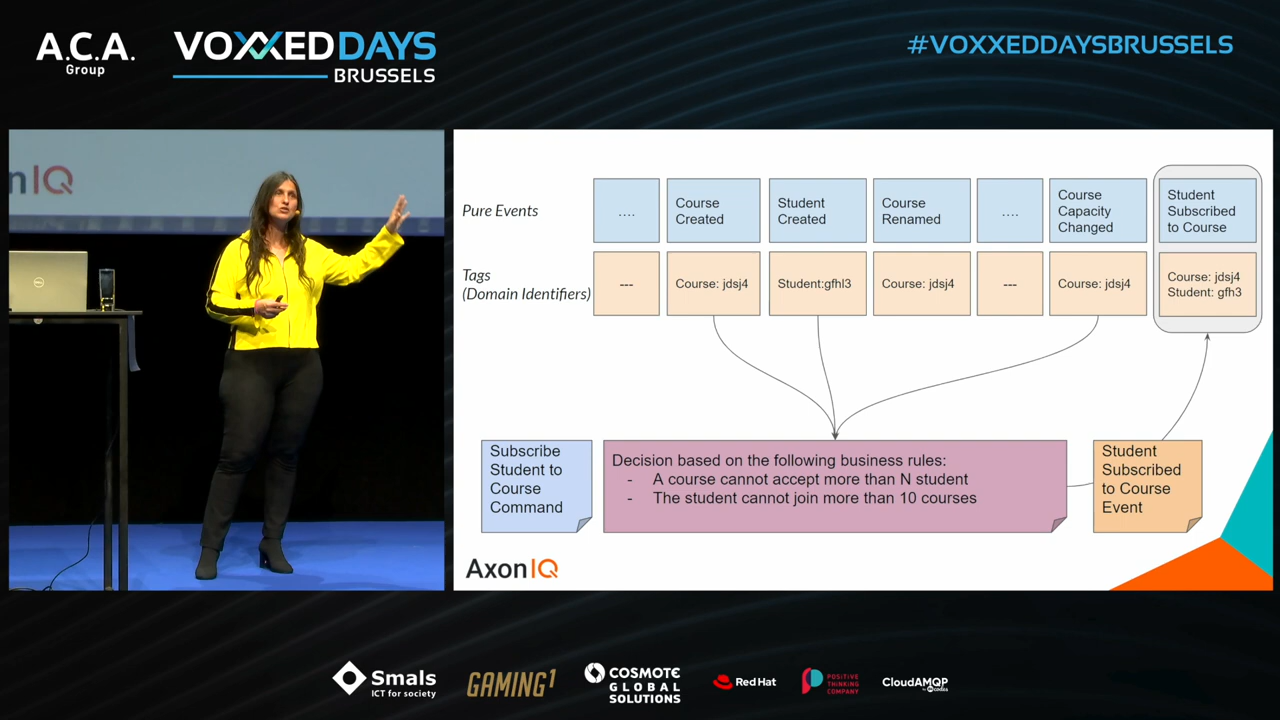 A.C.A.
Group
VOXXEDDAYS
BRUSSELS
#VOXXEDDAYSBRUSSELS
nIQ
DELL
Pure Events
....
Course
Created
Student
Created
Course
Renamed
....
Course
Capacity
Changed
Student
Subscribed
to Course
Tags
(Domain Identifiers)
---
Course: jdsj4
Student:gfhl3
Course: jdsj4
---
Course: jdsj4
Course: jdsj4
Student: gfh3
Subscribe
Student to
Course
Command
Decision based on the following business rules:
- A course cannot accept more than N student
- The student cannot join more than 10 courses
Student
Subscribed
to Course
Event
AxonIQ
Smals
ICT for society
GAMING1
COSMOTE
GLOBAL
SOLUTIONS
Red Hat
POSITIVE
THINKING
COMPANY
CloudAMQP